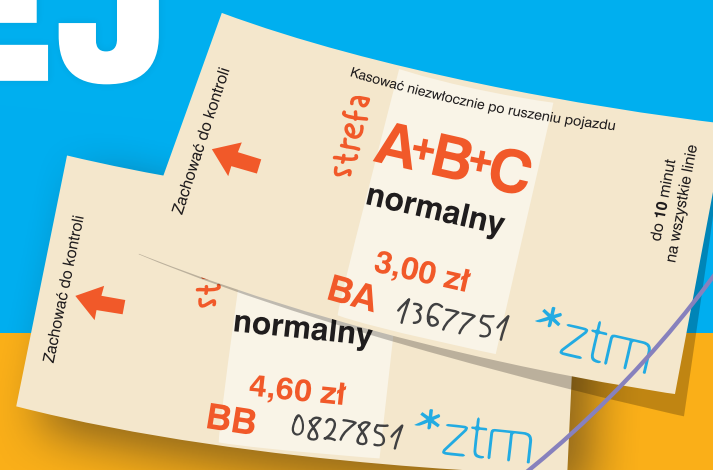 EJ
Zachować do kontroli
Kasować niezwłocznie po ruszeniu pojazdu
strefa
A+B+C
normalny
3,00 zł
BA 1367751
*ztm
do 10 minut
na wszystkie linie
Zachować do kontroli
st
normalny
4,60 zł
BB 0827851
*ztm